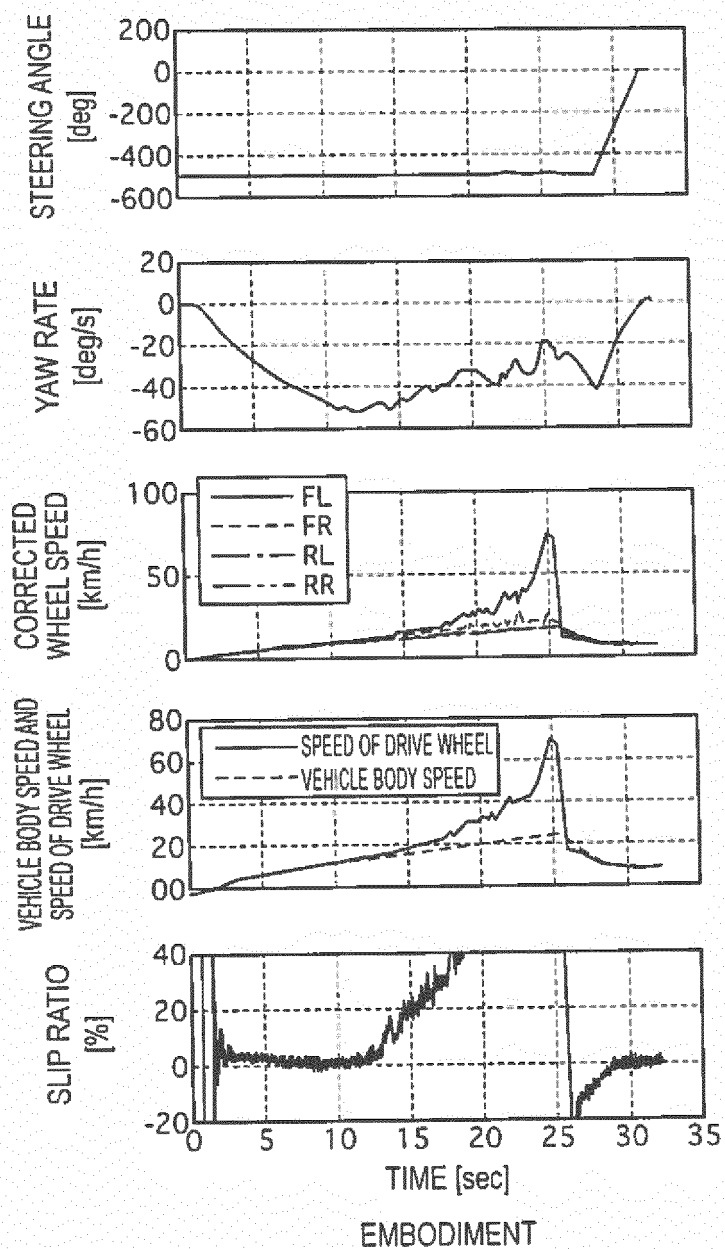 STEERING ANGLE
[deg]
200
0
-200
-400
-600
YAW RATE
[deg/s]
20
0
-20
-40
-60
CORRECTED
WHEEL SPEED
[km/h]
100
50
0
FL
FR
RL
RR
VEHICLE BODY SPEED AND
SPEED OF DRIVE WHEEL
[km/h]
80
60
40
20
00
SPEED OF DRIVE WHEEL
VEHICLE BODY SPEED
SLIP RATIO
[%]
40
20
0
-20
0 5 10 15 20 25 30 35
TIME [sec]
EMBODIMENT